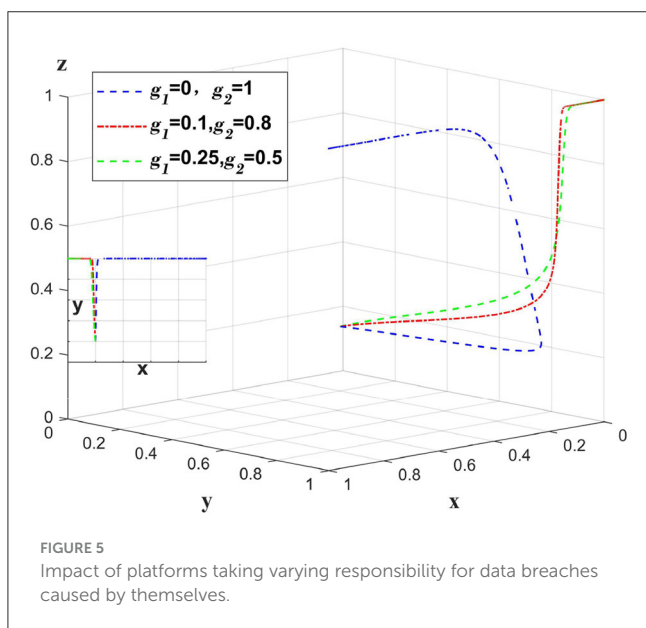 z
1
0.8
0.6
0.4
0.2
0
g1=0, g2=1
g1=0.1,g2=0.8
g1=0.25,g2=0.5
y
x
0
0.2
0.4
0.6
0.8
1
y
1
0.8
0.6
0.4
0.2
0
x
FIGURE 5
Impact of platforms taking varying responsibility for data breaches
caused by themselves.